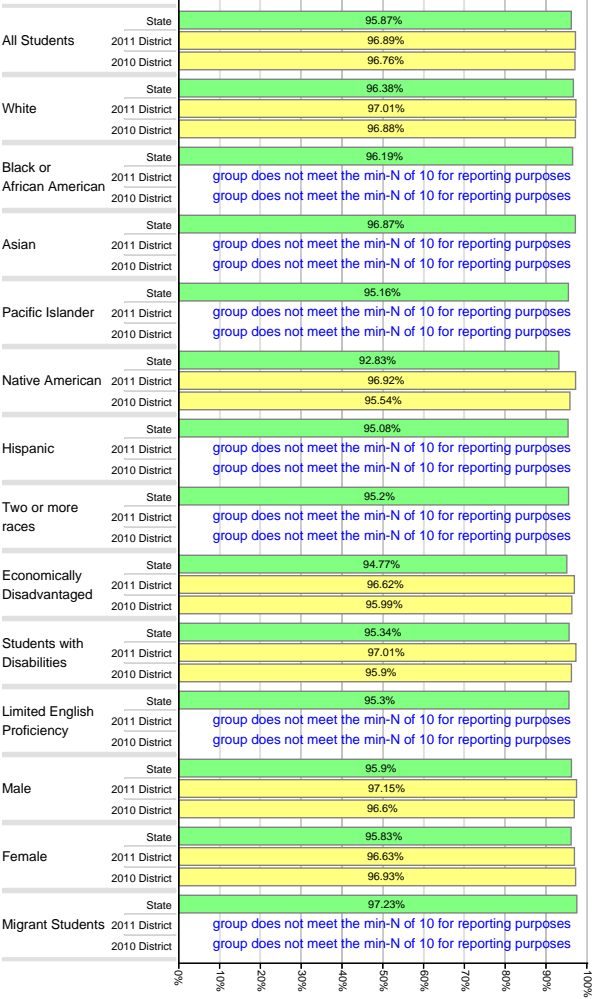 State 95.87%
All Students 2011 District 96.89%
2010 District 96.76%
State 96.38%
White 2011 District 97.01%
2010 District 96.88%
Black or
African American
State 96.19%
2011 District group does not meet the min-N of 10 for reporting purposes
2010 District group does not meet the min-N of 10 for reporting purposes
State 96.87%
Asian 2011 District group does not meet the min-N of 10 for reporting purposes
2010 District group does not meet the min-N of 10 for reporting purposes
State 95.16%
Pacific Islander 2011 District group does not meet the min-N of 10 for reporting purposes
2010 District group does not meet the min-N of 10 for reporting purposes
State 92.83%
Native American 2011 District 96.92%
2010 District 95.54%
State 95.08%
Hispanic 2011 District group does not meet the min-N of 10 for reporting purposes
2010 District group does not meet the min-N of 10 for reporting purposes
Two or more
races
State 95.2%
2011 District group does not meet the min-N of 10 for reporting purposes
2010 District group does not meet the min-N of 10 for reporting purposes
Economically
Disadvantaged
State 94.77%
2011 District 96.62%
2010 District 95.99%
Students with
Disabilities
State 95.34%
2011 District 97.01%
2010 District 95.9%
Limited English
Proficiency
State 95.3%
2011 District group does not meet the min-N of 10 for reporting purposes
2010 District group does not meet the min-N of 10 for reporting purposes
State 95.9%
Male 2011 District 97.15%
2010 District 96.6%
State 95.83%
Female 2011 District 96.63%
2010 District 96.93%
State 97.23%
Migrant Students 2011 District group does not meet the min-N of 10 for reporting purposes
2010 District group does not meet the min-N of 10 for reporting purposes
0% 10% 20% 30% 40% 50% 60% 70% 80% 90% 100%